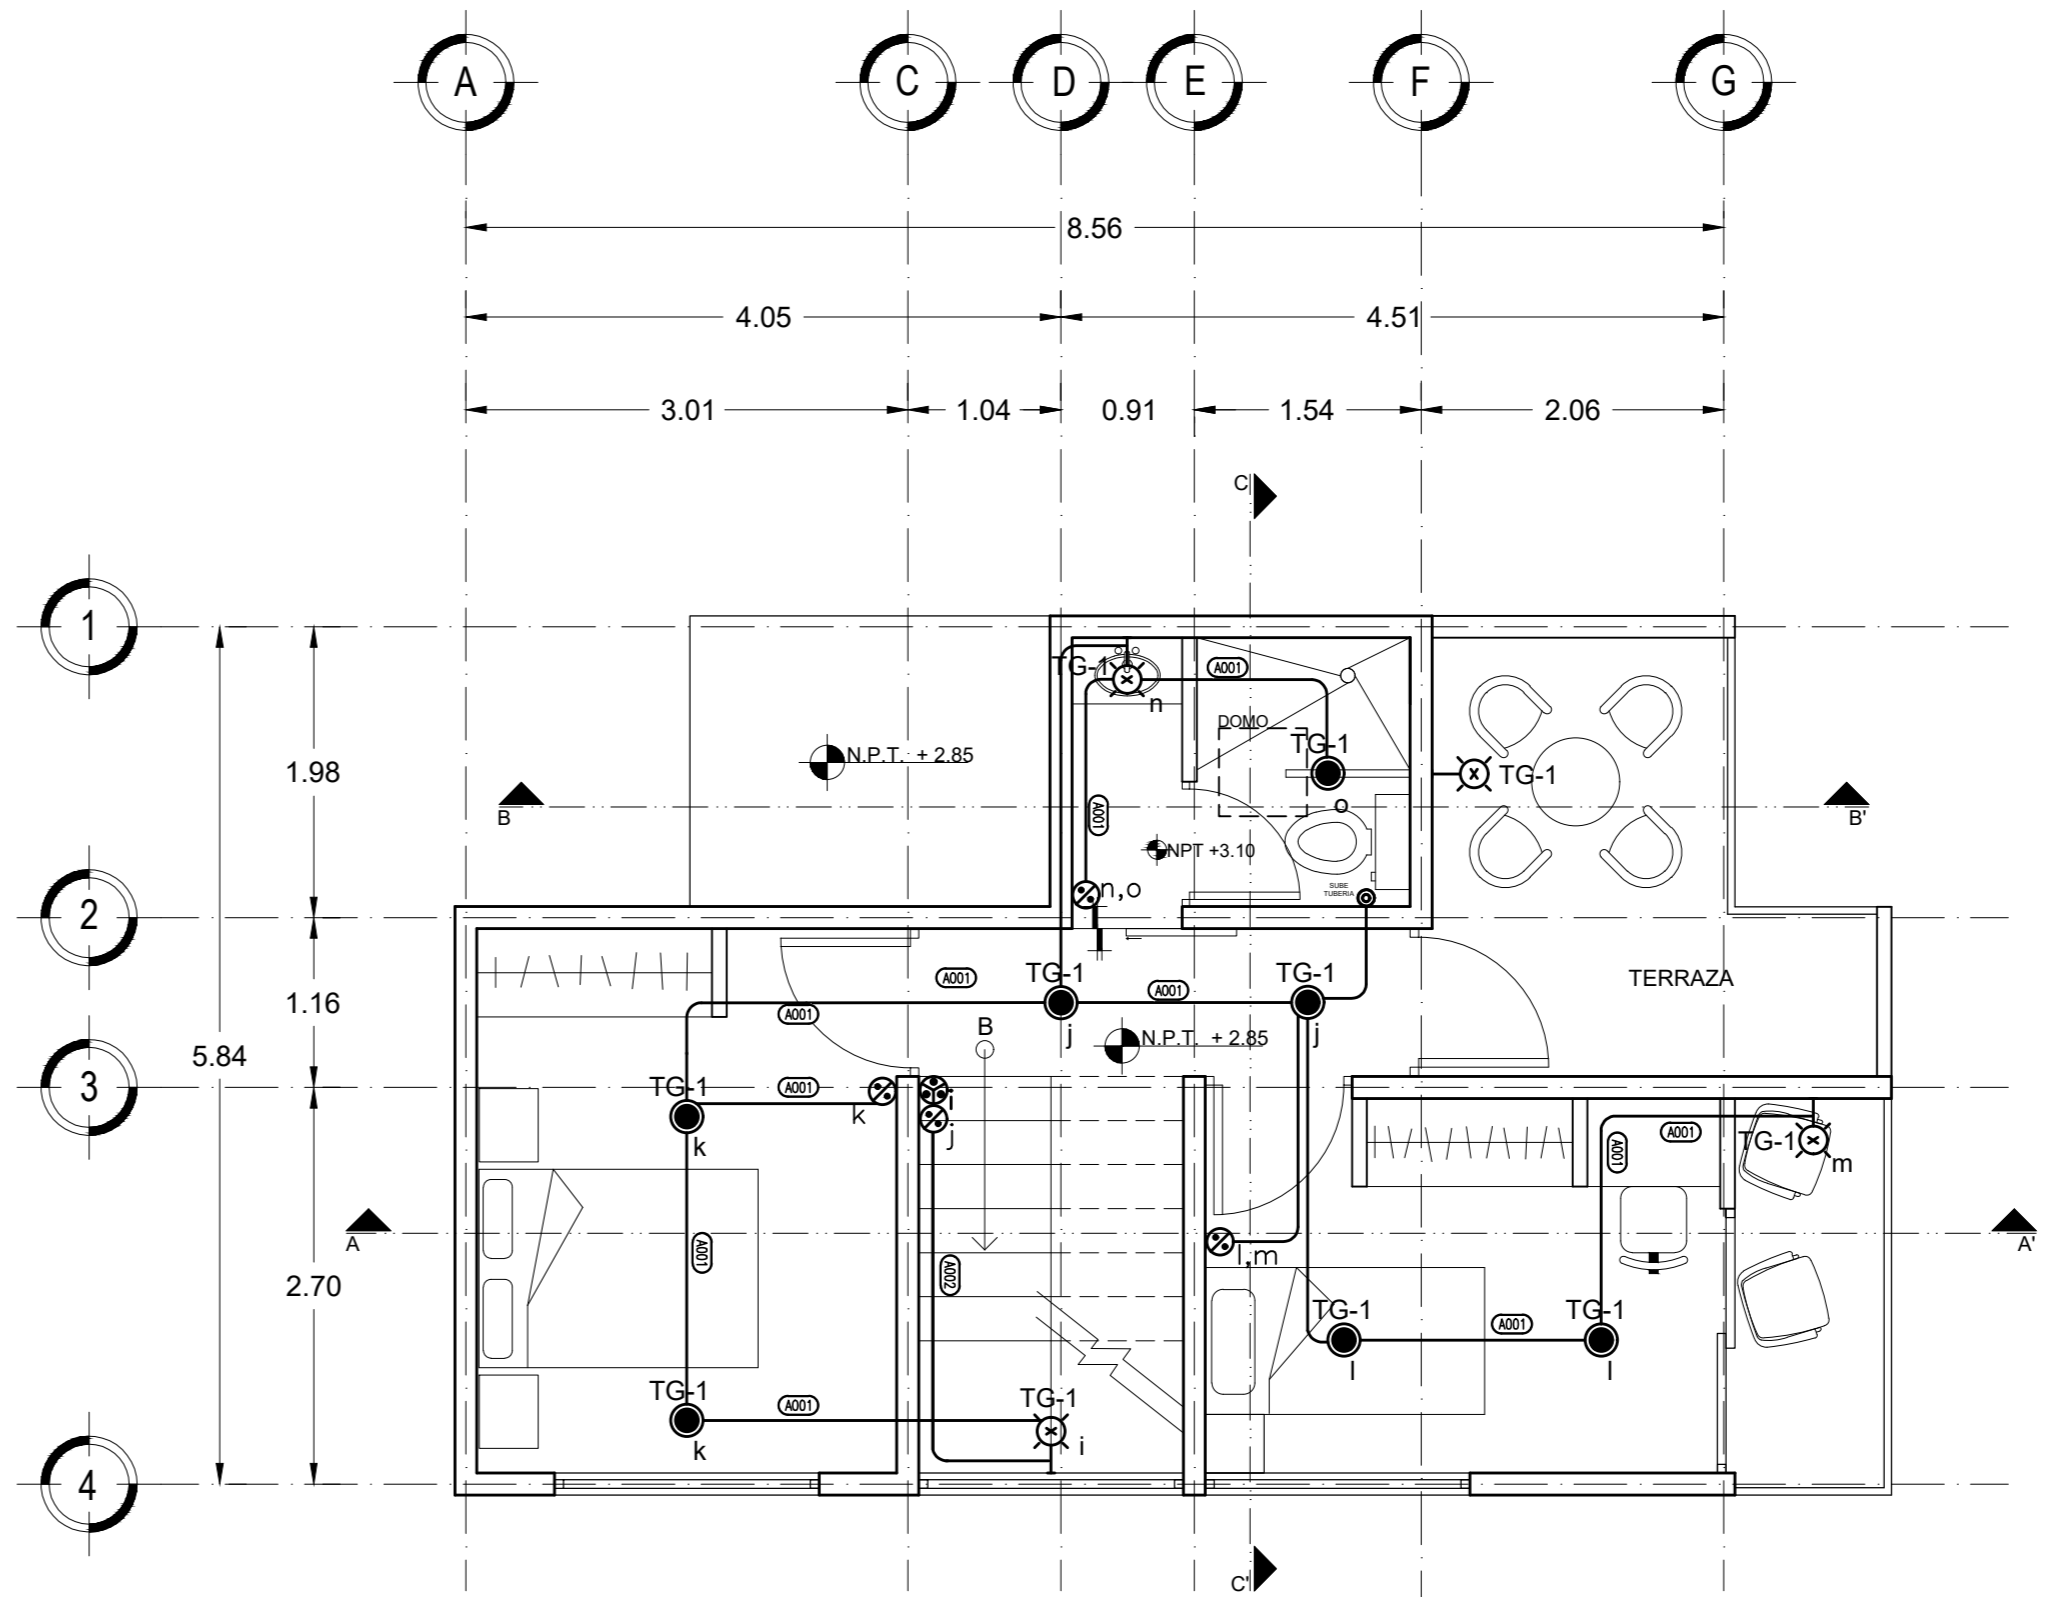 A C D E F G
8.56
4.05 4.51
3.01 1.04 0.91 1.54 2.06
C
1
TG-1
A001
n
DOMO
TG-1
N.P.T. + 2.85
1.98
TG-1
o
B
B'
A001
NPT +3.10
SUBE
TUBERIA
n,o
2
TG-1
TG-1
TERRAZA
A001
A001
A001
1.16
j
j
B
N.P.T. + 2.85
5.84
3
TG-1
A001
k
i
j
k
A001
A001
TG-1
m
A
A'
A001
A002
l,m
2.70
TG-1
TG-1
A001
l
l
TG-1
TG-1
A001
k
i
4
C'